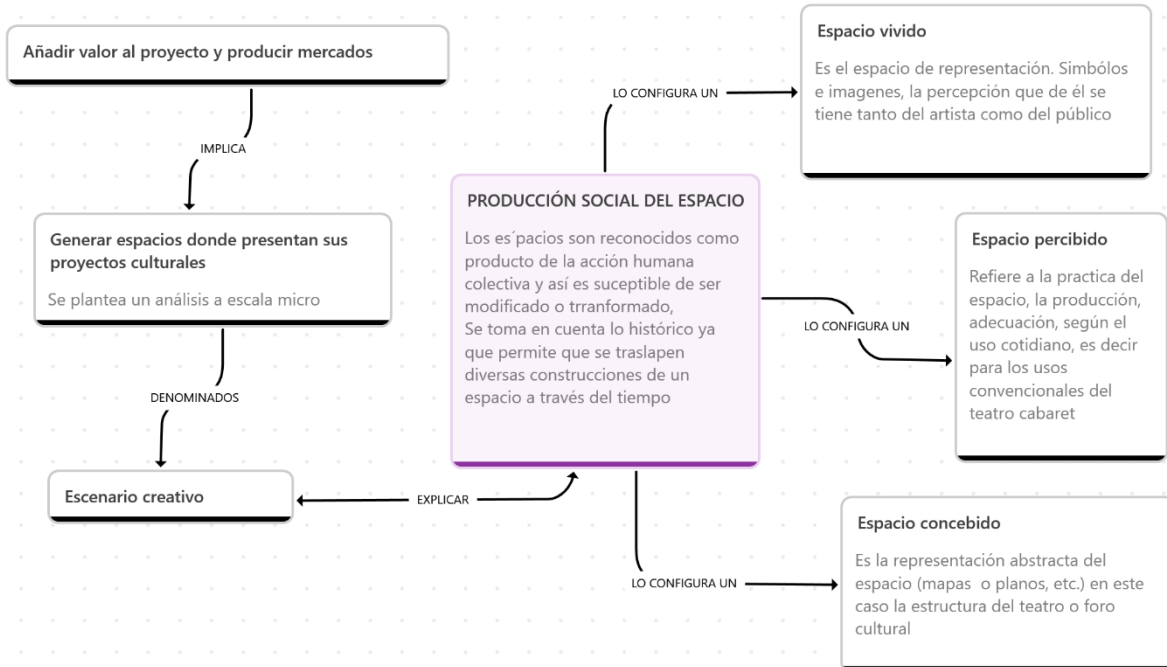 Añadir valor al proyecto y producir mercados
IMPLICA
Generar espacios donde presentan sus
proyectos culturales
Se plantea un análisis a escala micro
DENOMINADOS
Escenario creativo
EXPLICAR
PRODUCCIÓN SOCIAL DEL ESPACIO
Los es´pacios son reconocidos como
producto de la acción humana
colectiva y así es suceptible de ser
modificado o trranformado,
Se toma en cuenta lo histórico ya
que permite que se traslapen
diversas construcciones de un
espacio a través del tiempo
LO CONFIGURA UN
Espacio vivido
Es el espacio de representación. Simbólos
e imagenes, la percepción que de él se
tiene tanto del artista como del público
LO CONFIGURA UN
Espacio percibido
Refiere a la practica del
espacio, la producción,
adecuación, según el
uso cotidiano, es decir
para los usos
convencionales del
teatro cabaret
LO CONFIGURA UN
Espacio concebido
Es la representación abstracta del
espacio (mapas o planos, etc.) en este
caso la estructura del teatro o foro
cultural